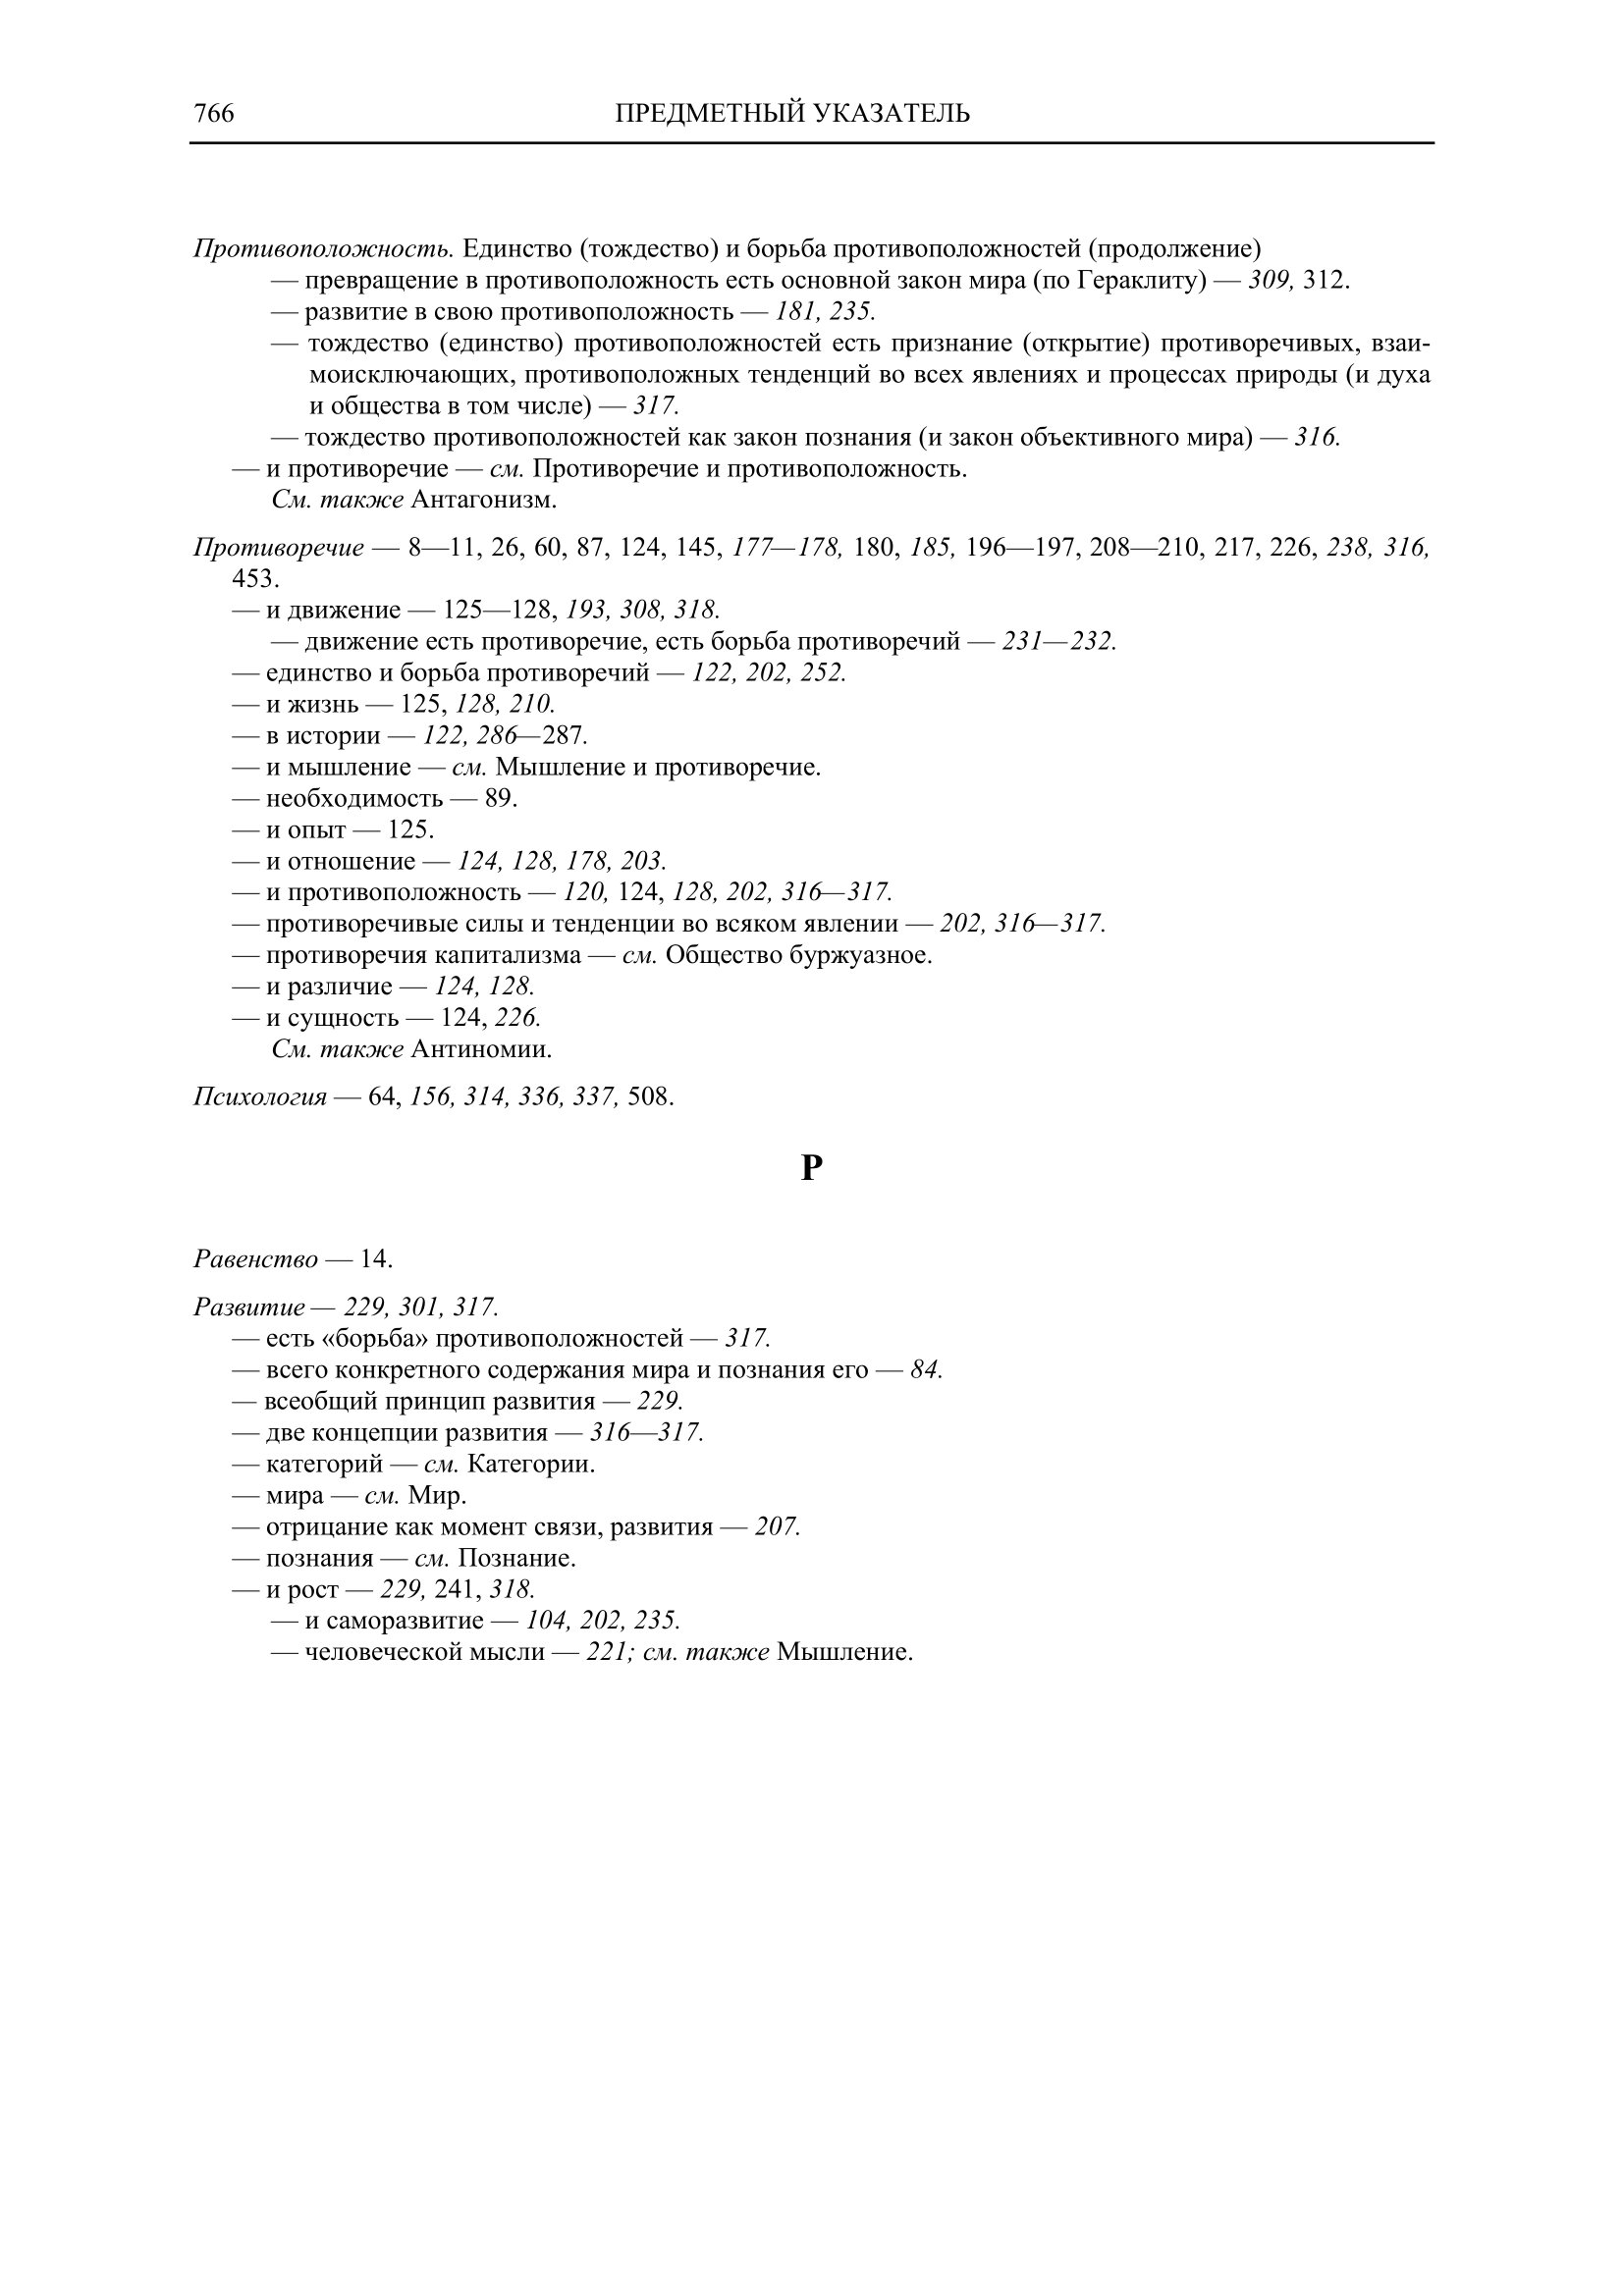 766 ПРЕДМЕТНЫЙ УКАЗАТЕЛЬ
Противоположность. Единство (тождество) и борьба противоположностей (продолжение)
— превращение в противоположность есть основной закон мира (по Гераклиту) — 309, 312.
— развитие в свою противоположность — 181, 235.
— тождество (единство) противоположностей есть признание (открытие) противоречивых, взаи-
моисключающих, противоположных тенденций во всех явлениях и процессах природы (и духа
и общества в том числе) — 317.
— тождество противоположностей как закон познания (и закон объективного мира) — 316.
— и противоречие — см. Противоречие и противоположность.
См. также Антагонизм.
Противоречие — 8—11, 26, 60, 87, 124, 145, 177—178, 180, 185, 196—197, 208—210, 217, 226, 238, 316,
453.
— и движение — 125—128, 193, 308, 318.
— движение есть противоречие, есть борьба противоречий — 231—232.
— единство и борьба противоречий — 122, 202, 252.
— и жизнь — 125, 128, 210.
— в истории — 122, 286—287.
— и мышление — см. Мышление и противоречие.
— необходимость — 89.
— и опыт — 125.
— и отношение — 124, 128, 178, 203.
— и противоположность — 120, 124, 128, 202, 316—317.
— противоречивые силы и тенденции во всяком явлении — 202, 316—317.
— противоречия капитализма — см. Общество буржуазное.
— и различие — 124, 128.
— и сущность — 124, 226.
См. также Антиномии.
Психология — 64, 156, 314, 336, 337, 508.
Р
Равенство — 14.
Развитие — 229, 301, 317.
— есть «борьба» противоположностей — 317.
— всего конкретного содержания мира и познания его — 84.
— всеобщий принцип развития — 229.
— две концепции развития — 316—317.
— категорий — см. Категории.
— мира — см. Мир.
— отрицание как момент связи, развития — 207.
— познания — см. Познание.
— и рост — 229, 241, 318.
— и саморазвитие — 104, 202, 235.
— человеческой мысли — 221; см. также Мышление.